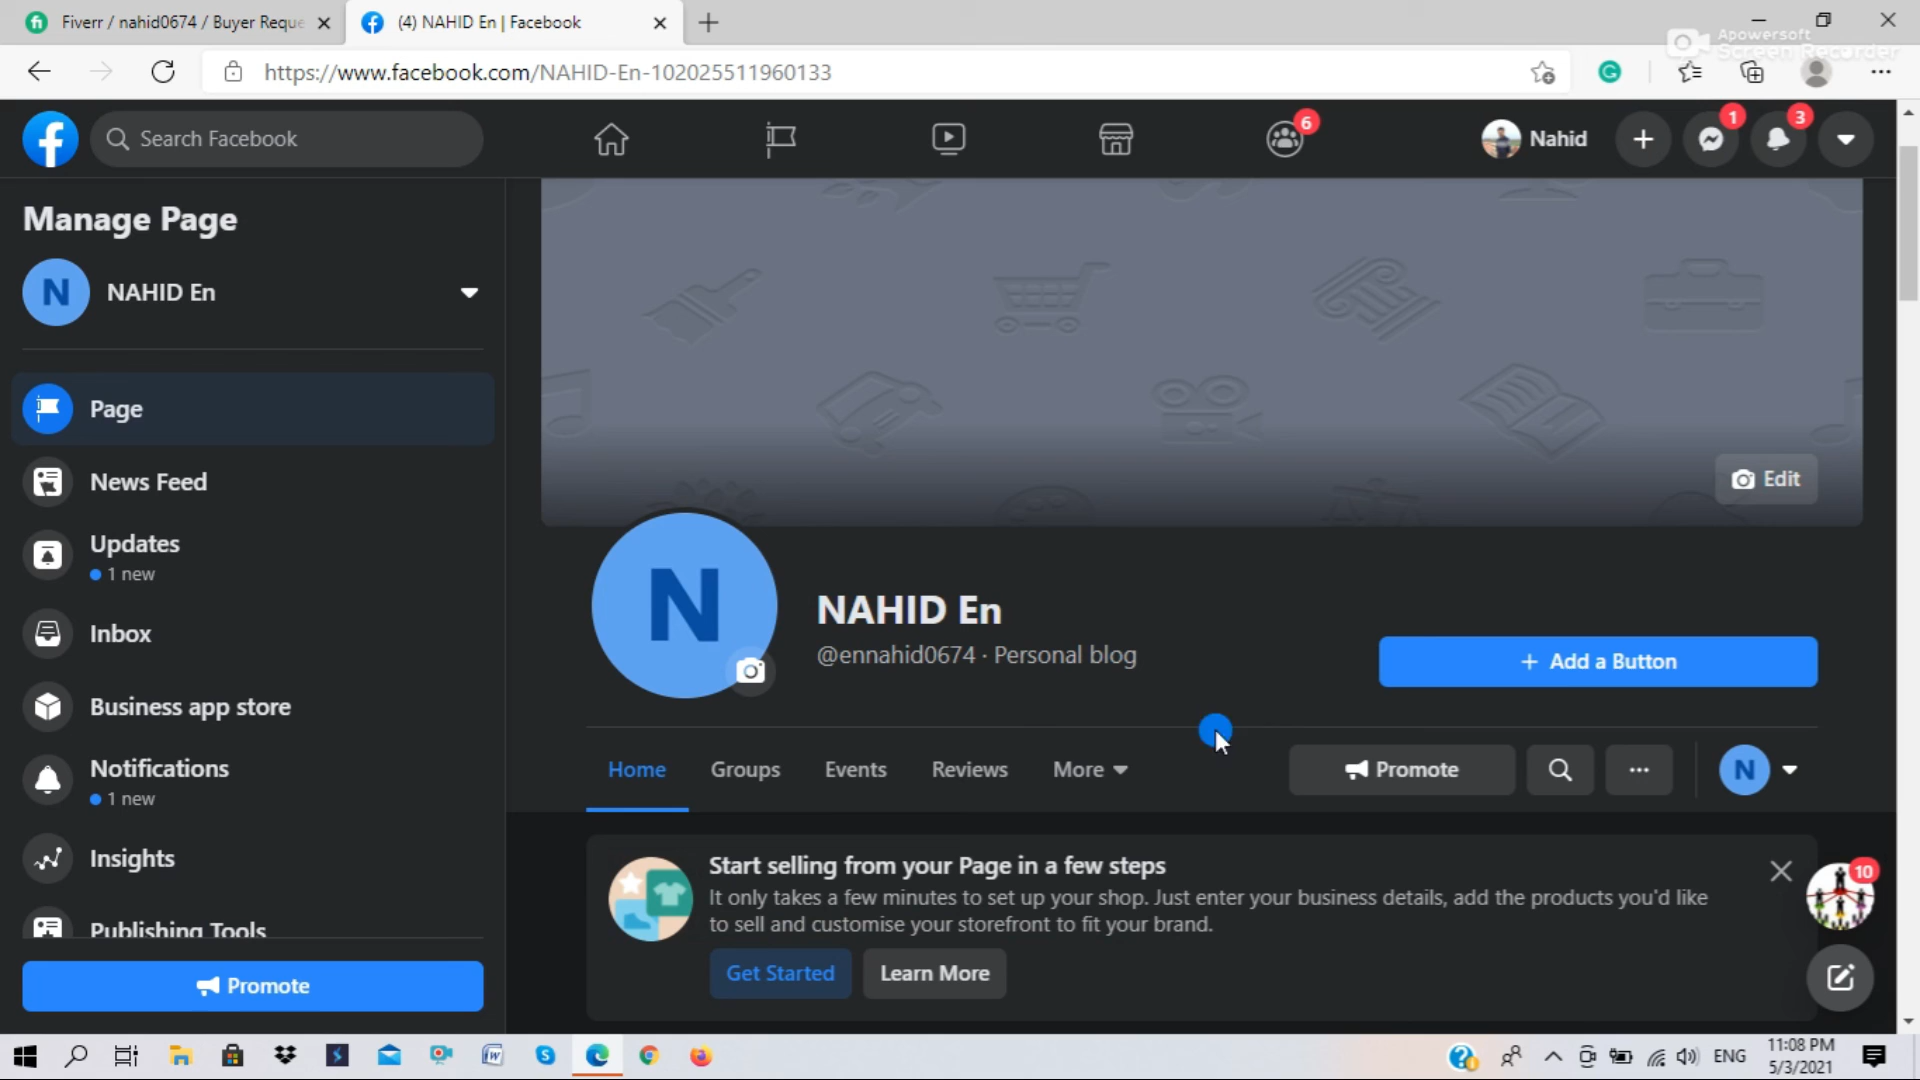 Fiverr / nahid0674 / Buyer Reque
(4) NAHID En | Facebook
Apowersoft
Screen Recorder
https://www.facebook.com/NAHID-En-102025511960133
Search Facebook
6
Nahid
1
3
Manage Page
N
NAHID En
Page
News Feed
Updates
1 new
Inbox
Business app store
Notifications
1 new
Insights
Publishing Tools
Promote
Edit
N
NAHID En
@ennahid0674 · Personal blog
+ Add a Button
Home
Groups
Events
Reviews
More
Promote
N
Start selling from your Page in a few steps
It only takes a few minutes to set up your shop. Just enter your business details, add the products you'd like
to sell and customise your storefront to fit your brand.
Get Started
Learn More
10
ENG
11:08 PM
5/3/2021